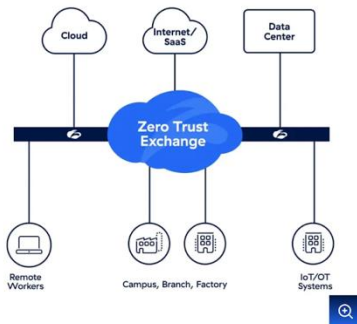 Cloud
Internet/
SaaS
Data
Center
Zero Trust
Exchange
Remote
Workers
Campus, Branch, Factory
IoT/OT
Systems